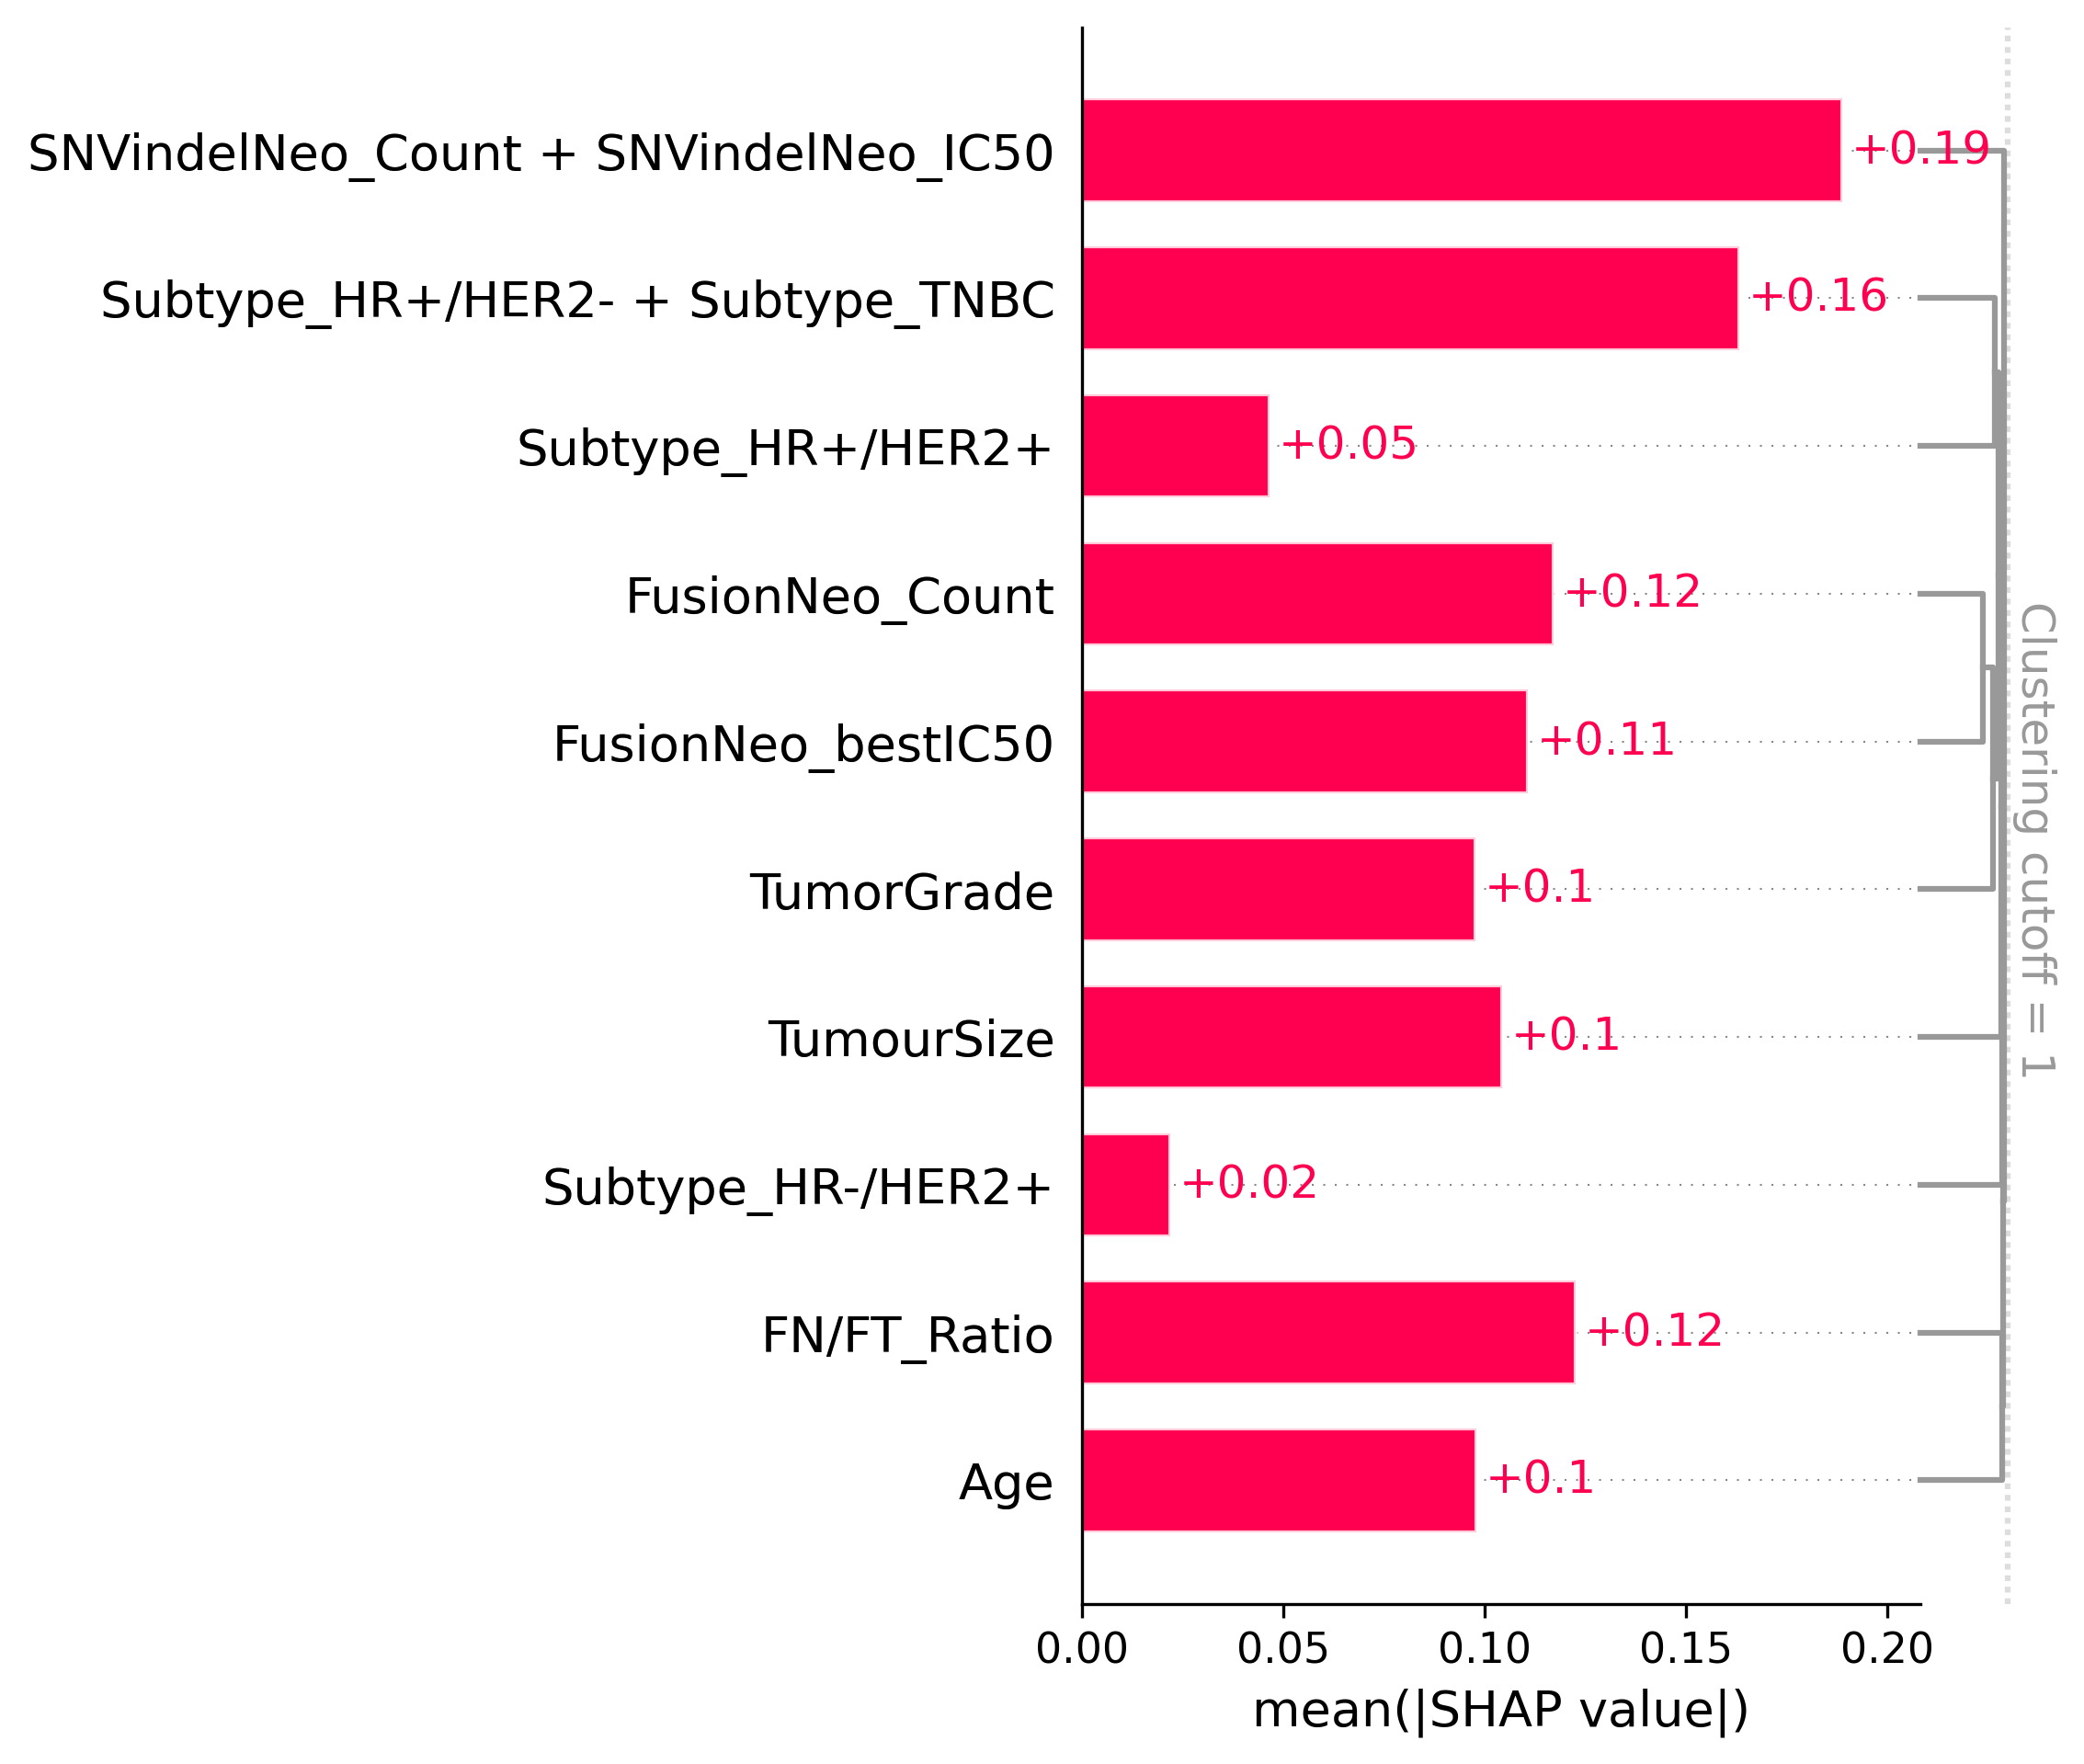 SNVindelNeo_Count + SNVindelNeo_IC50
+0.19
Subtype_HR+/HER2- + Subtype_TNBC
+0.16
Subtype_HR+/HER2+
+0.05
FusionNeo_Count
+0.12
FusionNeo_bestIC50
+0.11
TumorGrade
+0.1
TumourSize
+0.1
Subtype_HR-/HER2+
+0.02
FN/FT_Ratio
+0.12
Age
+0.1
Clustering cutoff = 1
0.00
0.05
0.10
0.15
0.20
mean(|SHAP value|)